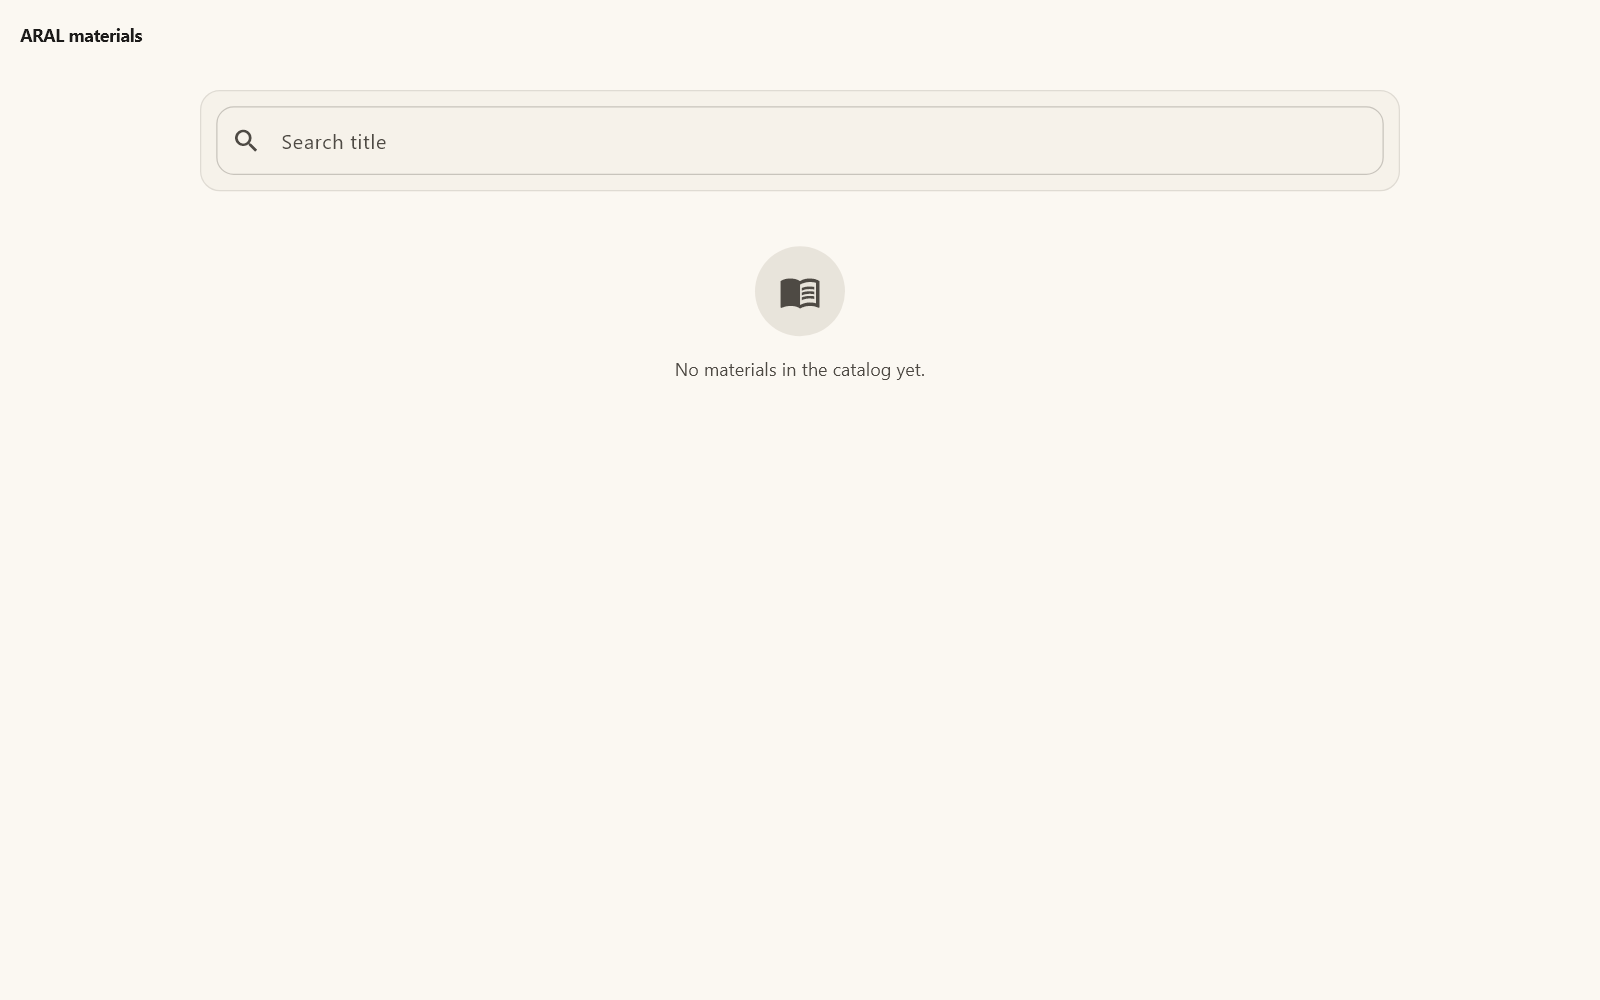 ARAL materials
Search title
No materials in the catalog yet.